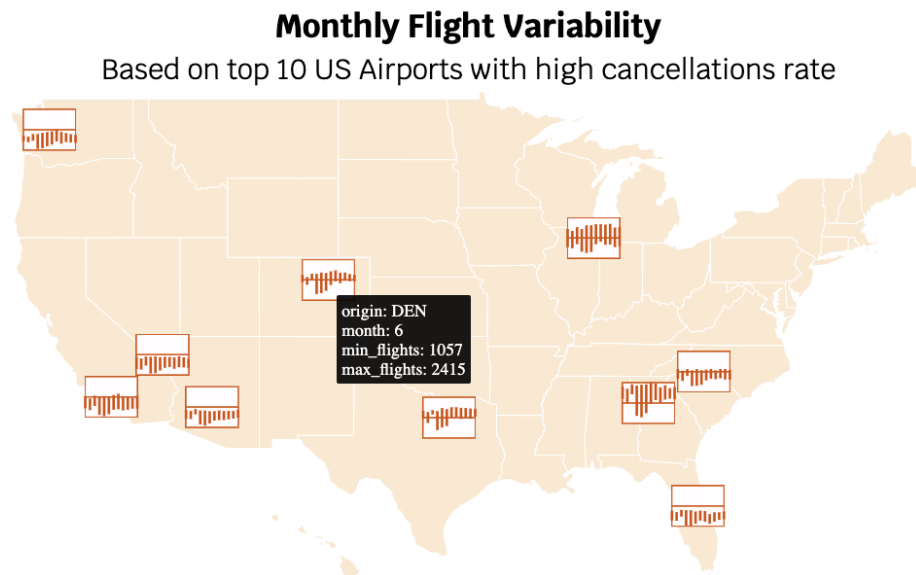 Monthly Flight Variability
Based on top 10 US Airports with high cancellations rate
origin: DEN
month: 6
min_flights: 1057
max_flights: 2415